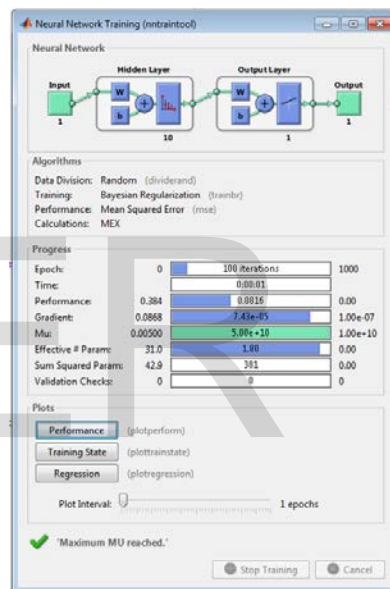 Neural Network Training (nntraintool)
Neural Network
Hidden Layer Output Layer
Input Output
W W
b b
1 10 1 1
Algorithms
Data Division: Random (dividerand)
Training: Bayesian Regularization (trainbr)
Performance: Mean Squared Error (mse)
Calculations: MEX
Progress
Epoch: 0 100 iterations 1000
Time: 0:00:01
Performance: 0.384 0.0816 0.00
Gradient: 0.0868 7.43e-05 1.00e-07
Mu: 0.00500 5.00e+10 1.00e+10
Effective # Param: 31.0 1.00 0.00
Sum Squared Param: 42.9 381 0.00
Validation Checks: 0 0 0
Plots
Performance (plotperform)
Training State (plottrainstate)
Regression (plotregression)
Plot Interval: 1 epochs
'Maximum MU reached.'
Stop Training Cancel
ER